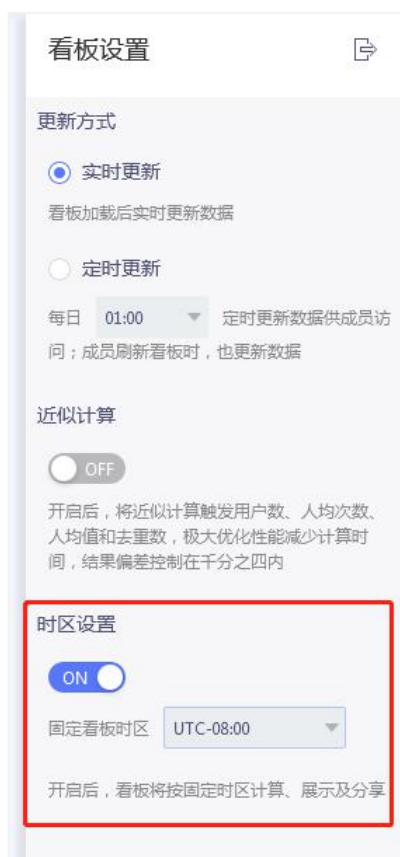 看板设置
更新方式
实时更新
看板加载后实时更新数据
定时更新
每日 01:00 定时更新数据供成员访
问；成员刷新看板时，也更新数据
近似计算
OFF
开启后，将近似计算触发用户数、人均次数、
人均值和去重数，极大优化性能减少计算时
间，结果偏差控制在千分之四内
时区设置
ON
固定看板时区 UTC-08:00
开启后，看板将按固定时区计算、展示及分享